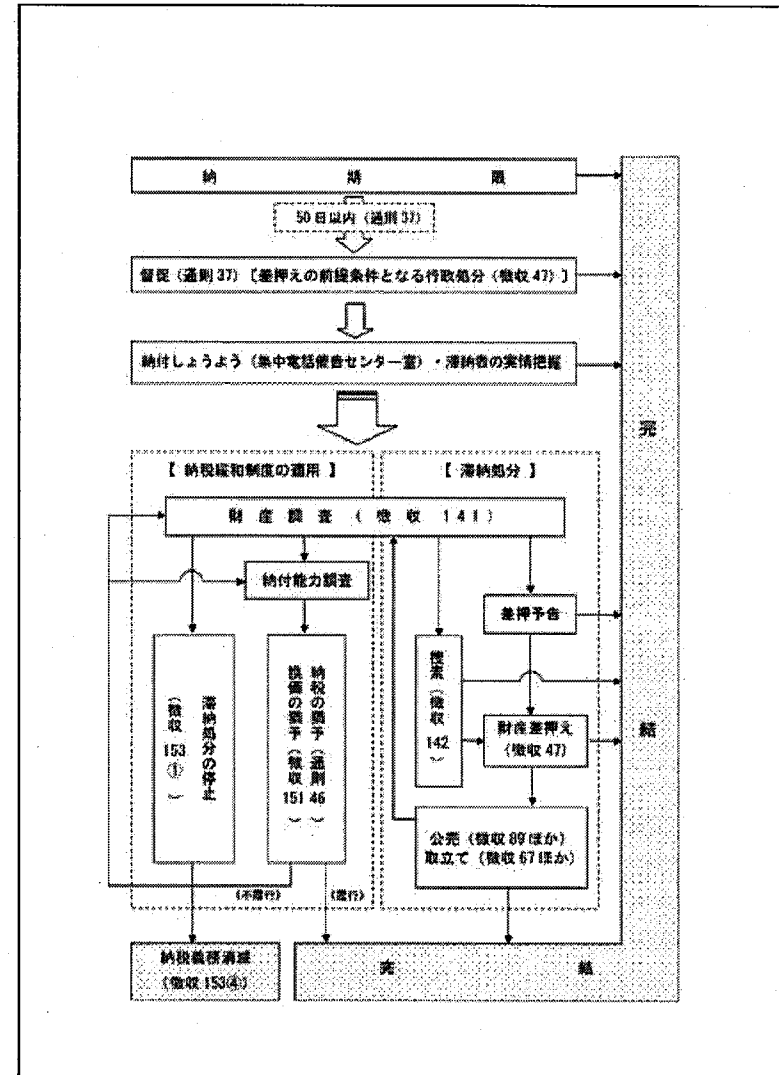 納期限
50日以内（通則37）
督促（通則37）［差押えの前提条件となる行政処分（徴収47）］
納付しょうよう（集中電話催告センター室）・滞納者の実情把握
【 納税緩和制度の適用 】
【 滞納処分 】
財産調査（徴収141）
納付能力調査
差押予告
滞納処分の停止
（徴収153①）
納税の猶予（通則46）
換価の猶予（徴収151）
捜索（徴収142）
財産差押え
（徴収47）
公売（徴収89ほか）
取立て（徴収67ほか）
（不履行）
（履行）
納税義務消滅
（徴収153④）
完結
完結